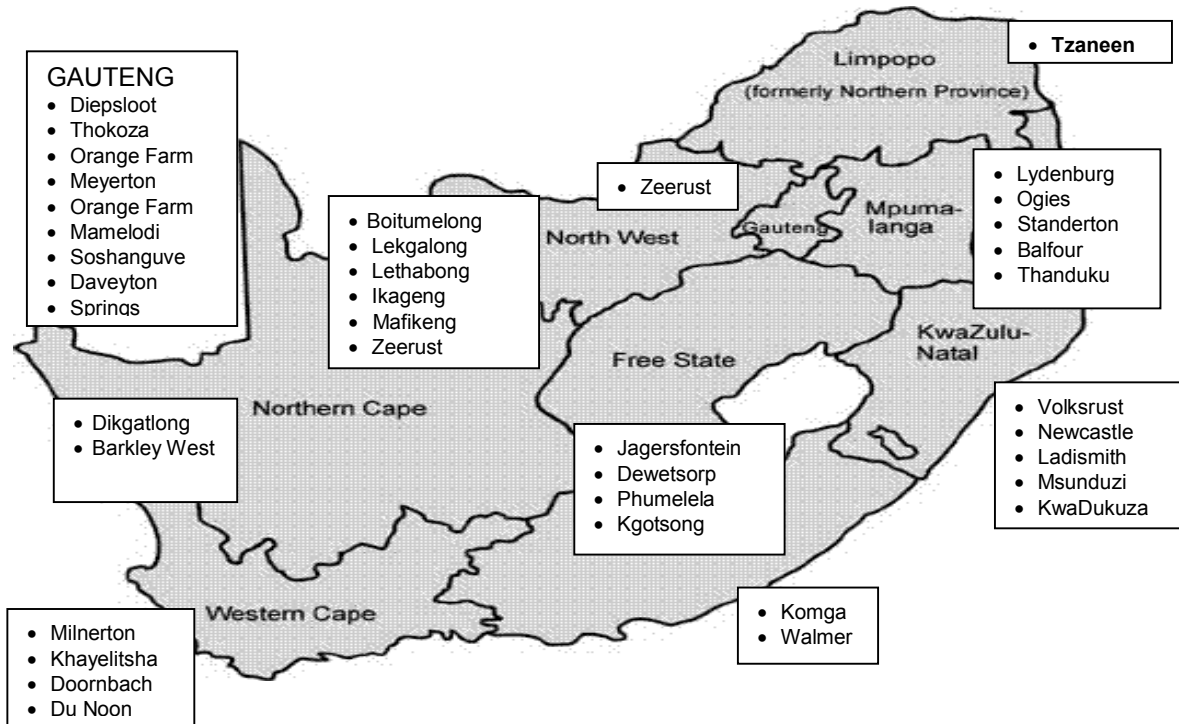 GAUTENG
• Diepsloot
• Thokoza
• Orange Farm
• Meyerton
• Orange Farm
• Mamelodi
• Soshanguve
• Daveyton
• Springs
• Tzaneen
Limpopo
(formerly Northern Province)
• Zeerust
• Boitumelong
• Lekgalong
• Lethabong
• Ikageng
• Mafikeng
• Zeerust
North West
Gauteng
Mpuma-
langa
• Lydenburg
• Ogies
• Standerton
• Balfour
• Thanduku
Free State
KwaZulu-
Natal
Northern Cape
• Dikgatlong
• Barkley West
• Jagersfontein
• Dewetsorp
• Phumelela
• Kgotsong
• Volksrust
• Newcastle
• Ladismith
• Msunduzi
• KwaDukuza
Western Cape
• Komga
• Walmer
• Milnerton
• Khayelitsha
• Doornbach
• Du Noon